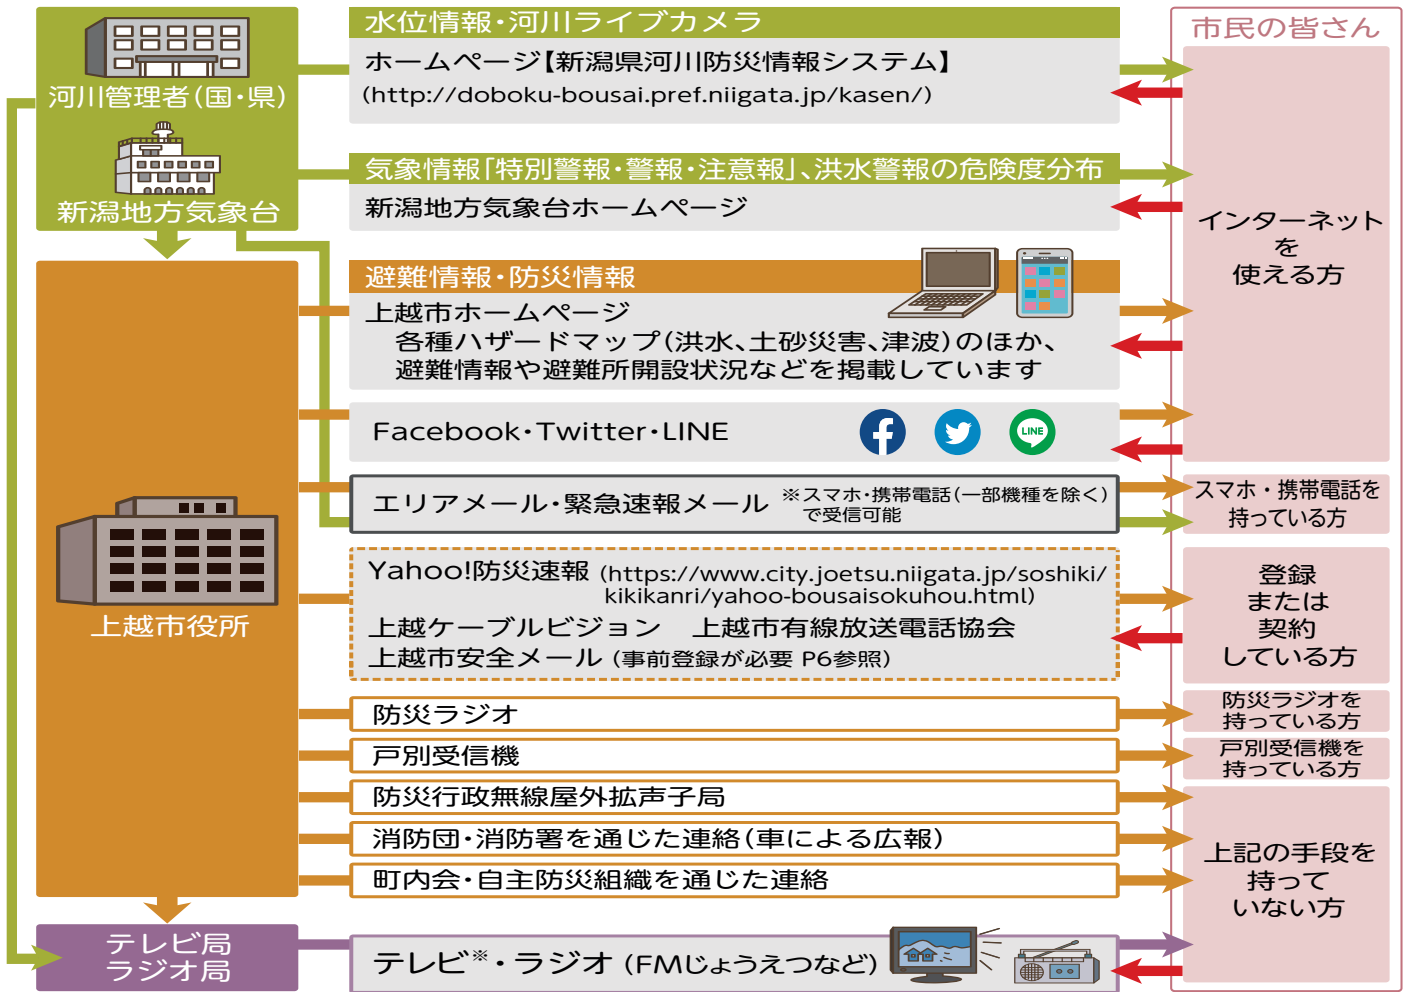 河川管理者(国・県)
新潟地方気象台
上越市役所
テレビ局
ラジオ局
水位情報・河川ライブカメラ
ホームページ【新潟県河川防災情報システム】
(http://doboku-bousai.pref.niigata.jp/kasen/)
気象情報「特別警報・警報・注意報」、洪水警報の危険度分布
新潟地方気象台ホームページ
避難情報・防災情報
上越市ホームページ
各種ハザードマップ(洪水、土砂災害、津波)のほか、
避難情報や避難所開設状況などを掲載しています
Facebook・Twitter・LINE
LINE
エリアメール・緊急速報メール ※スマホ・携帯電話(一部機種を除く)
で受信可能
Yahoo!防災速報 (https://www.city.joetsu.niigata.jp/soshiki/
kikikanri/yahoo-bousaisokuhou.html)
上越ケーブルビジョン 上越市有線放送電話協会
上越市安全メール (事前登録が必要 P6参照)
防災ラジオ
戸別受信機
防災行政無線屋外拡声子局
消防団・消防署を通じた連絡(車による広報)
町内会・自主防災組織を通じた連絡
テレビ※・ラジオ (FMじょうえつなど)
市民の皆さん
インターネット
を
使える方
スマホ・携帯電話を
持っている方
登録
または
契約
している方
防災ラジオを
持っている方
戸別受信機を
持っている方
上記の手段を
持って
いない方